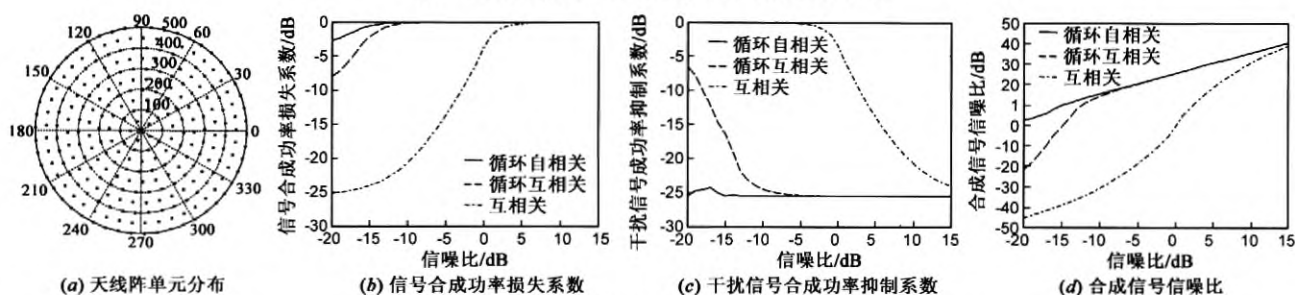 90
500
120
60
400
300
150
30
200
100
180
0
210
330
240
300
270
(a) 天线阵单元分布
信号合成功率损失系数/dB
0
-5
-10
-15
-20
-25
-30
循环自相关
循环互相关
互相关
-20 -15 -10 -5 0 5 10 15
信噪比/dB
(b) 信号合成功率损失系数
干扰信号成功率抑制系数/dB
0
-5
-10
-15
-20
-25
-30
循环自相关
循环互相关
互相关
-20 -15 -10 -5 0 5 10 15
信噪比/dB
(c) 干扰信号合成功率抑制系数
合成信号信噪比/dB
50
40
30
20
1
0
-10
-20
-30
-40
-50
循环自相关
循环互相关
互相关
-20 -15 -10 -5 0 5 10 15
信噪比/dB
(d) 合成信号信噪比